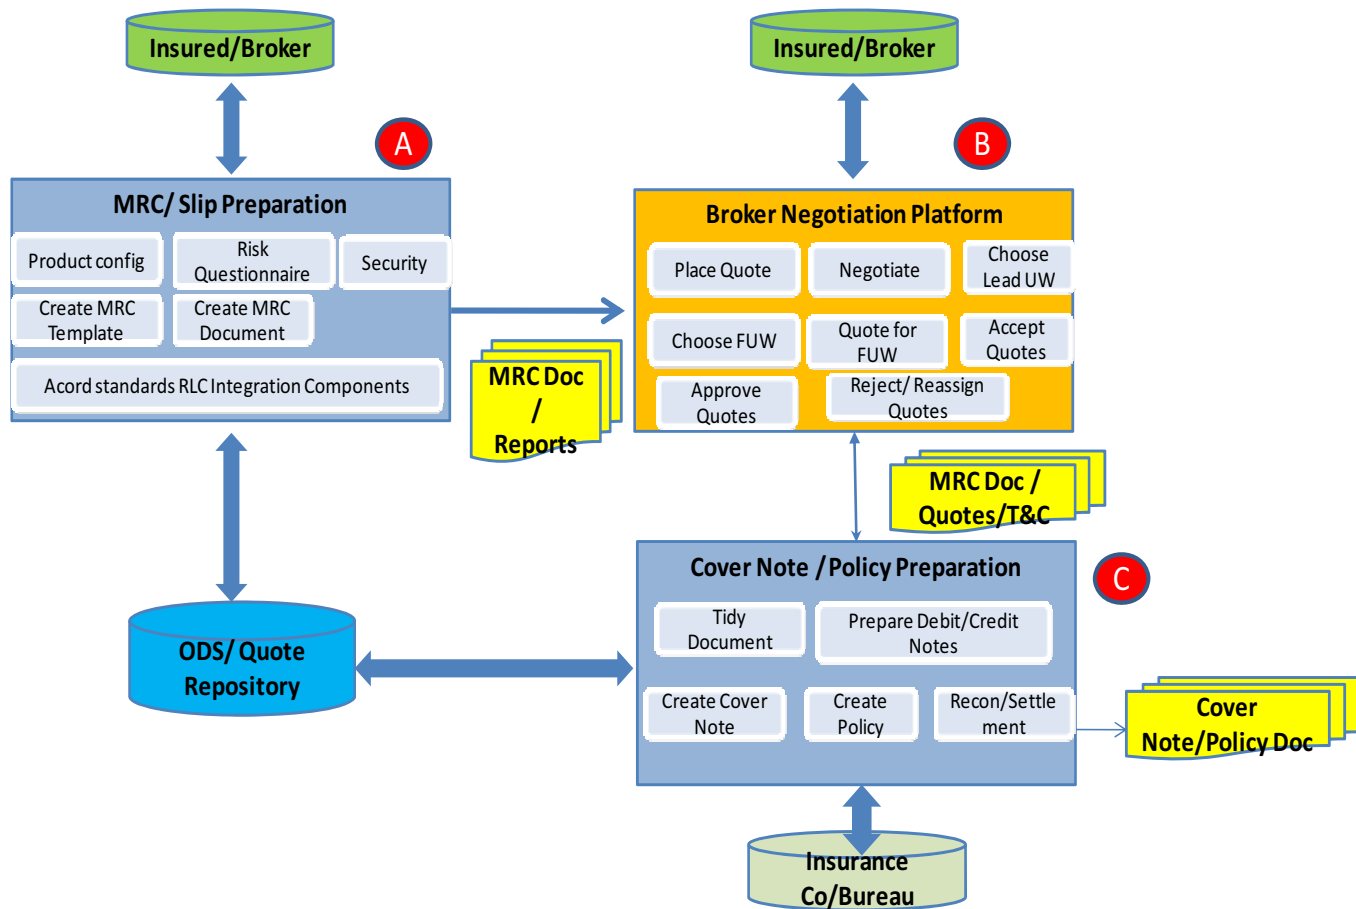 Insured/Broker
Insured/Broker
A
B
MRC/ Slip Preparation
Product config
Risk
Questionnaire
Security
Create MRC
Template
Create MRC
Document
Acord standards RLC Integration Components
Broker Negotiation Platform
Place Quote
Negotiate
Choose
Lead UW
Choose FUW
Quote for
FUW
Accept
Quotes
Approve
Quotes
Reject/ Reassign
Quotes
MRC Doc
/
Reports
MRC Doc /
Quotes/T&C
Cover Note /Policy Preparation
C
Tidy
Document
Prepare Debit/Credit
Notes
Create Cover
Note
Create
Policy
Recon/Settle
ment
ODS/ Quote
Repository
Cover
Note/Policy Doc
Insurance
Co/Bureau